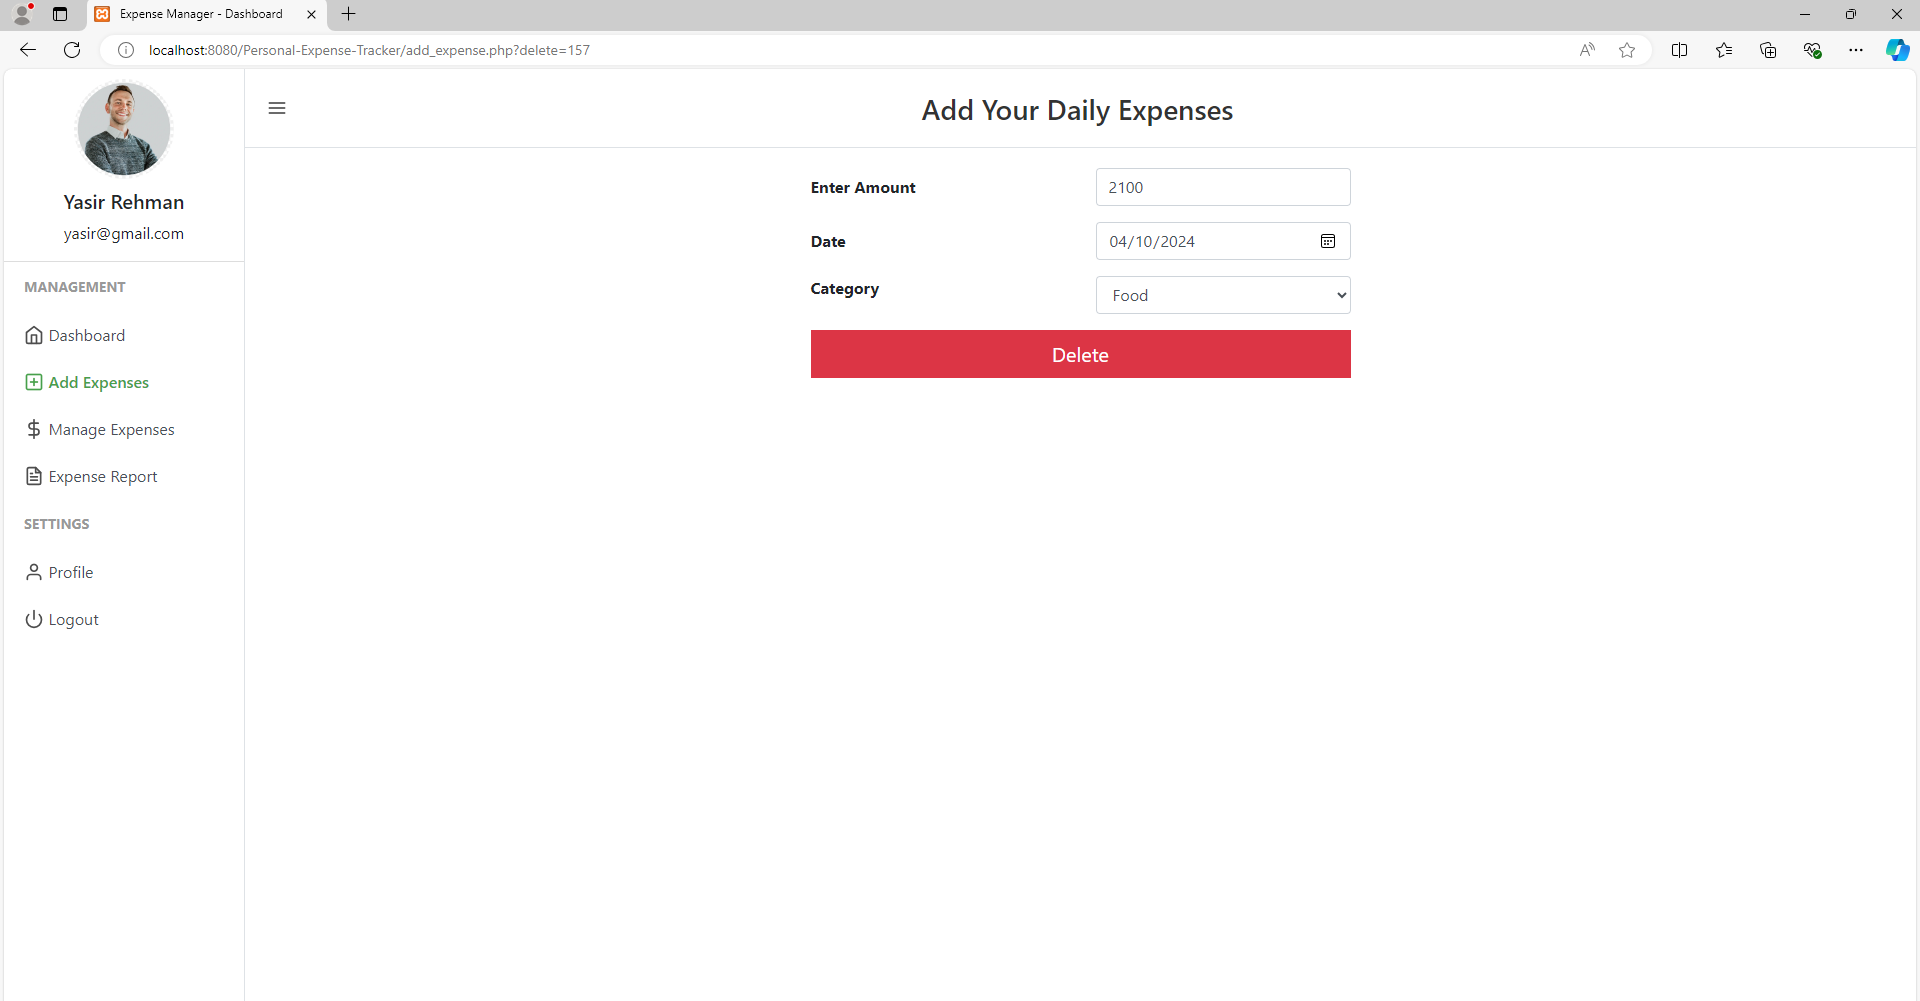 Expense Manager - Dashboard
localhost:8080/Personal-Expense-Tracker/add_expense.php?delete=157
Yasir Rehman
yasir@gmail.com
MANAGEMENT
Dashboard
Add Expenses
Manage Expenses
Expense Report
SETTINGS
Profile
Logout
Add Your Daily Expenses
Enter Amount 2100
Date 04/10/2024
Category Food
Delete